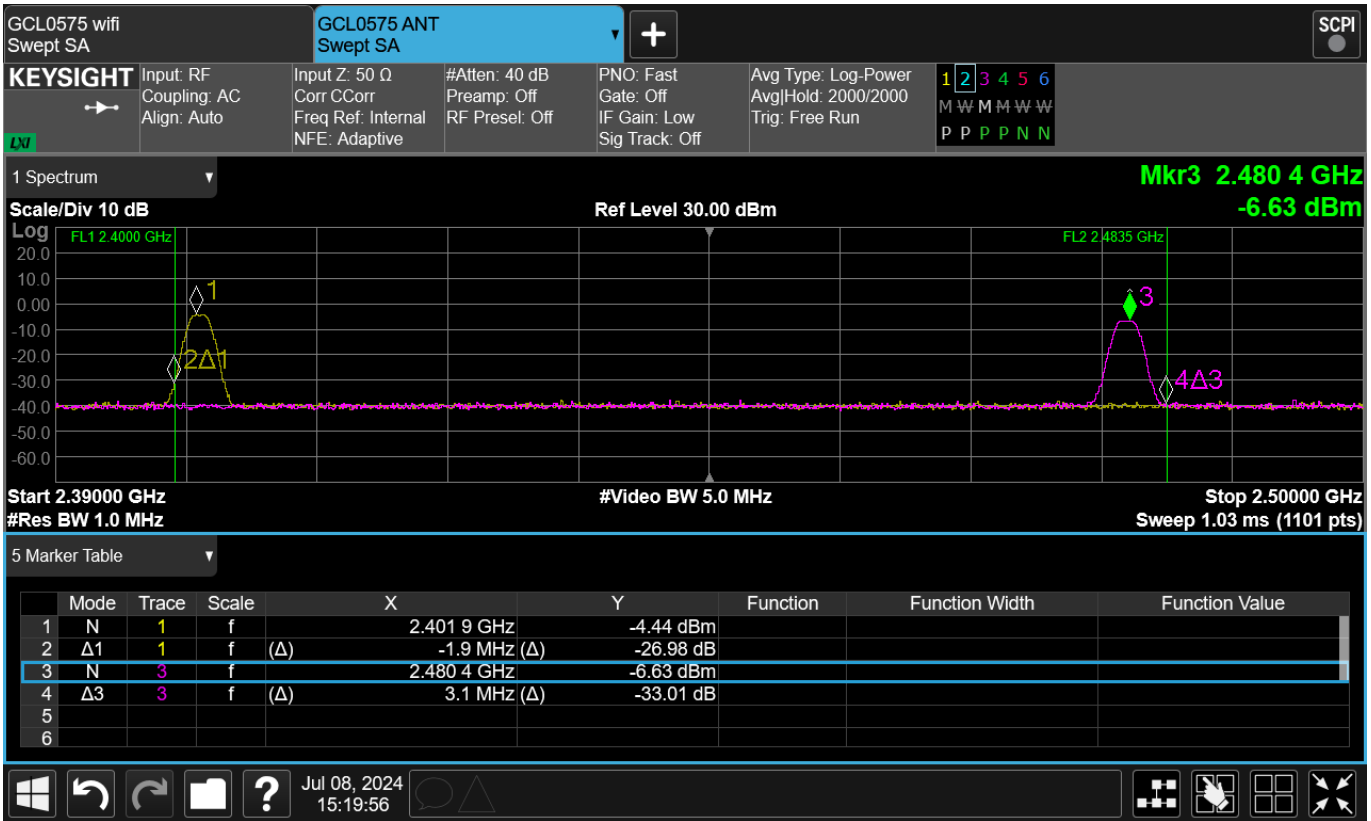 GCL0575 wifi
Swept SA
GCL0575 ANT
Swept SA
SCPI
KEYSIGHT
LXI
Input: RF
Coupling: AC
Align: Auto
Input Z: 50 Ω
Corr CCorr
Freq Ref: Internal
NFE: Adaptive
#Atten: 40 dB
Preamp: Off
RF Presel: Off
PNO: Fast
Gate: Off
IF Gain: Low
Sig Track: Off
Avg Type: Log-Power
Avg|Hold: 2000/2000
Trig: Free Run
1 2 3 4 5 6
M W M M W W
P P P P N N
1 Spectrum
Mkr3 2.480 4 GHz
-6.63 dBm
Scale/Div 10 dB
Ref Level 30.00 dBm
Log
FL1 2.4000 GHz
FL2 2.4835 GHz
20.0
10.0
0.00
-10.0
-20.0
-30.0
-40.0
-50.0
-60.0
1
2Δ1
3
4Δ3
Start 2.39000 GHz
#Video BW 5.0 MHz
Stop 2.50000 GHz
#Res BW 1.0 MHz
Sweep 1.03 ms (1101 pts)
5 Marker Table
Mode Trace Scale X Y Function Function Width Function Value
1 N 1 f 2.401 9 GHz -4.44 dBm
2 Δ1 1 f (Δ) -1.9 MHz (Δ) -26.98 dB
3 N 3 f 2.480 4 GHz -6.63 dBm
4 Δ3 3 f (Δ) 3.1 MHz (Δ) -33.01 dB
5
6
?
Jul 08, 2024
15:19:56